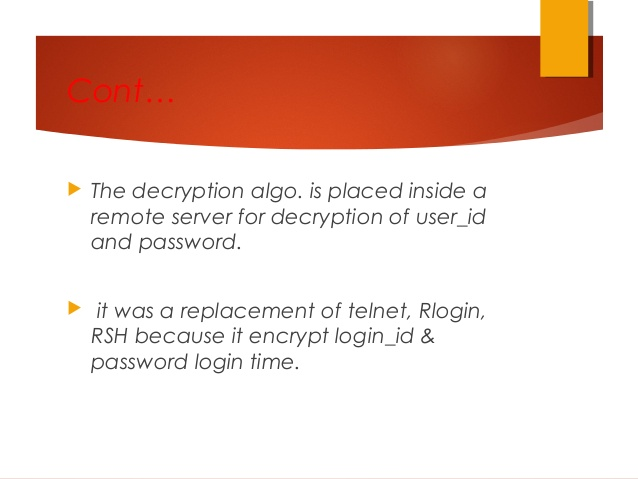 Cont…
The decryption algo. is placed inside a
remote server for decryption of user_id
and password.
it was a replacement of telnet, Rlogin,
RSH because it encrypt login_id &
password login time.